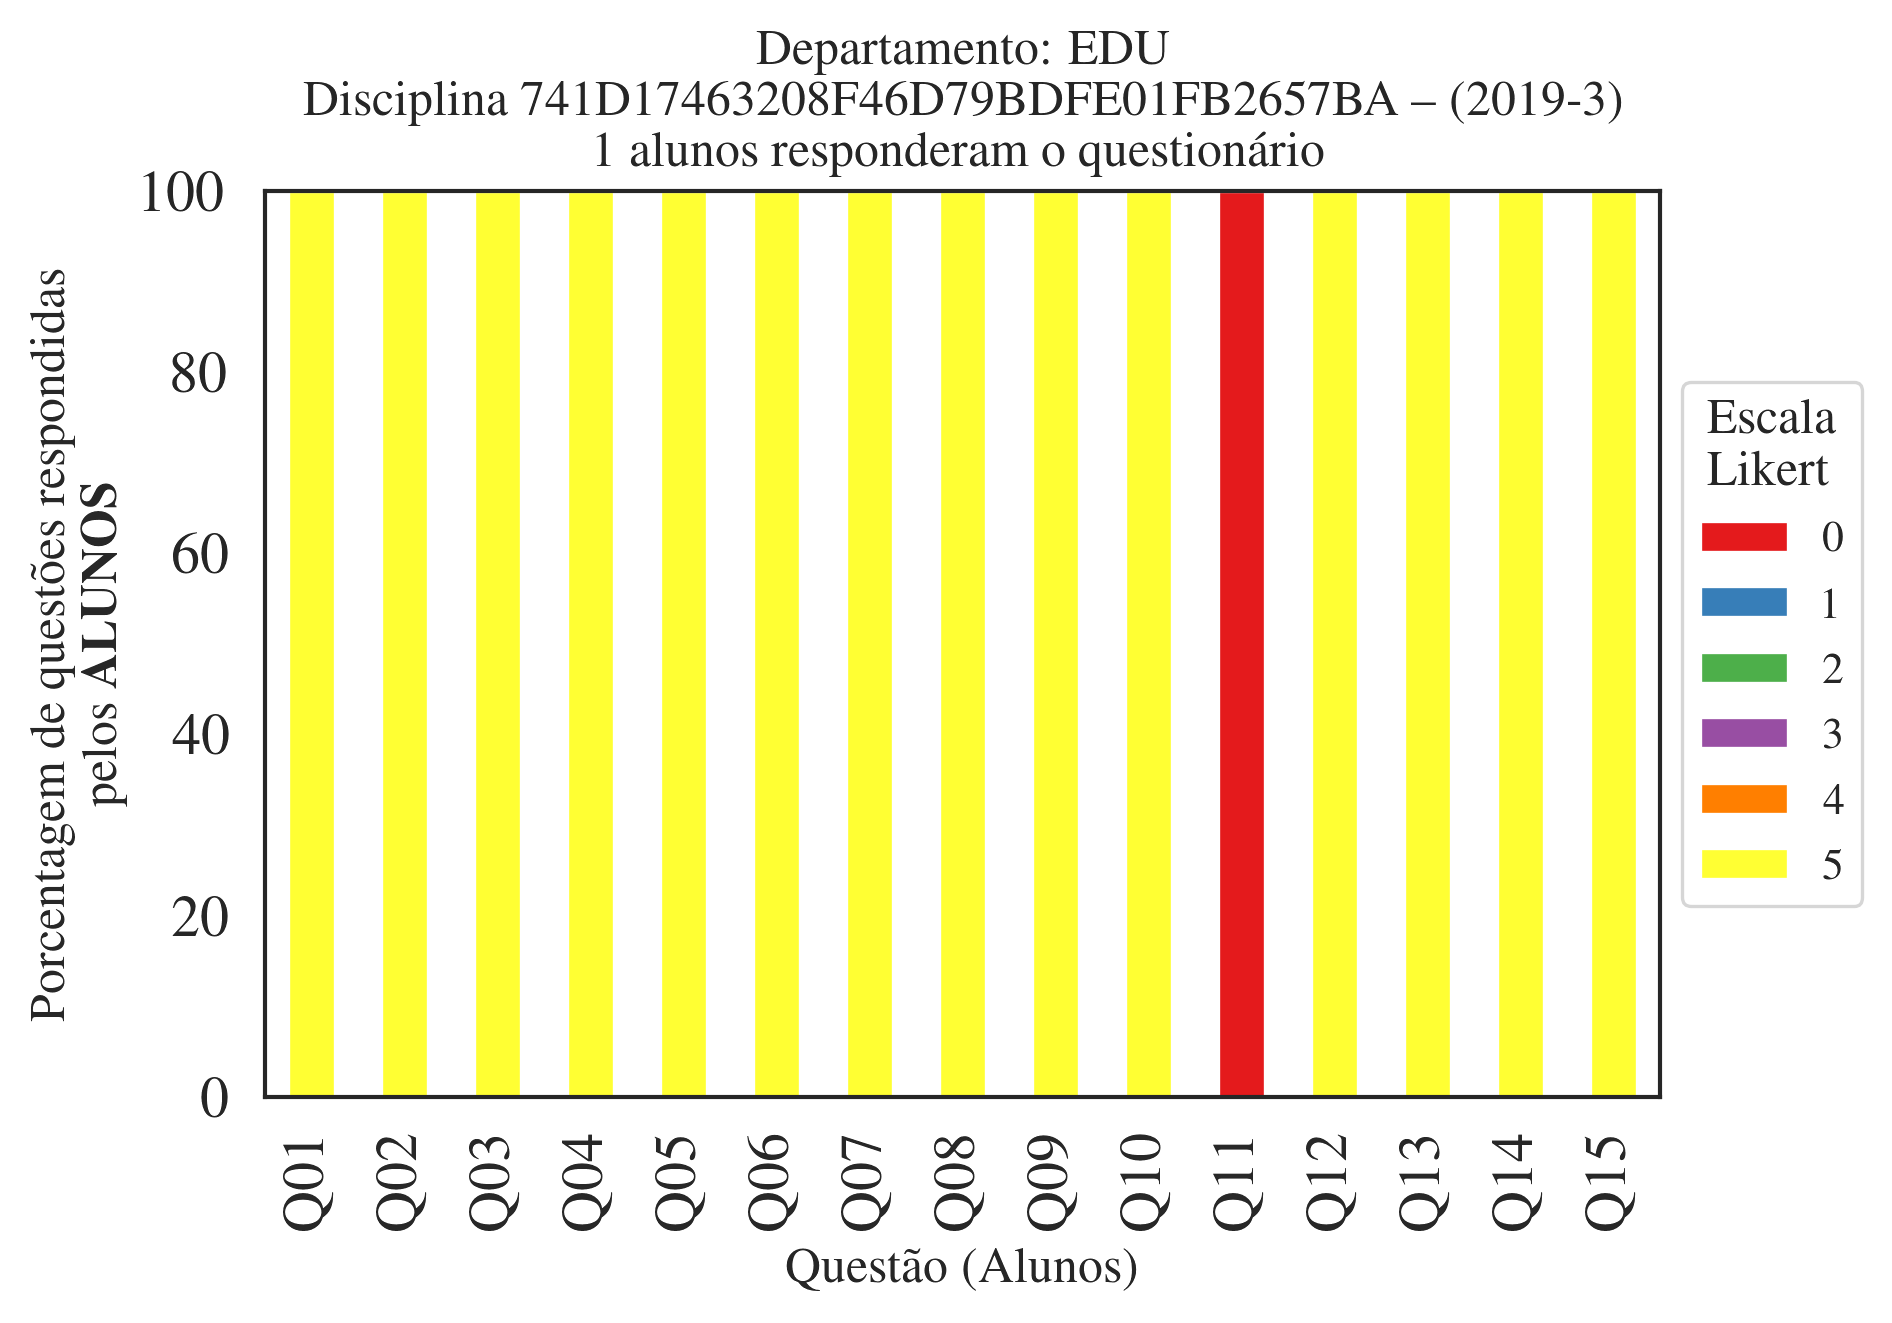 Departamento: EDU
Disciplina 741D17463208F46D79BDFE01FB2657BA – (2019-3)
1 alunos responderam o questionário
100
80
60
40
20
0
Porcentagem de questões respondidas
pelos ALUNOS
Q01
Q02
Q03
Q04
Q05
Q06
Q07
Q08
Q09
Q10
Q11
Q12
Q13
Q14
Q15
Questão (Alunos)
Escala
Likert
0
1
2
3
4
5